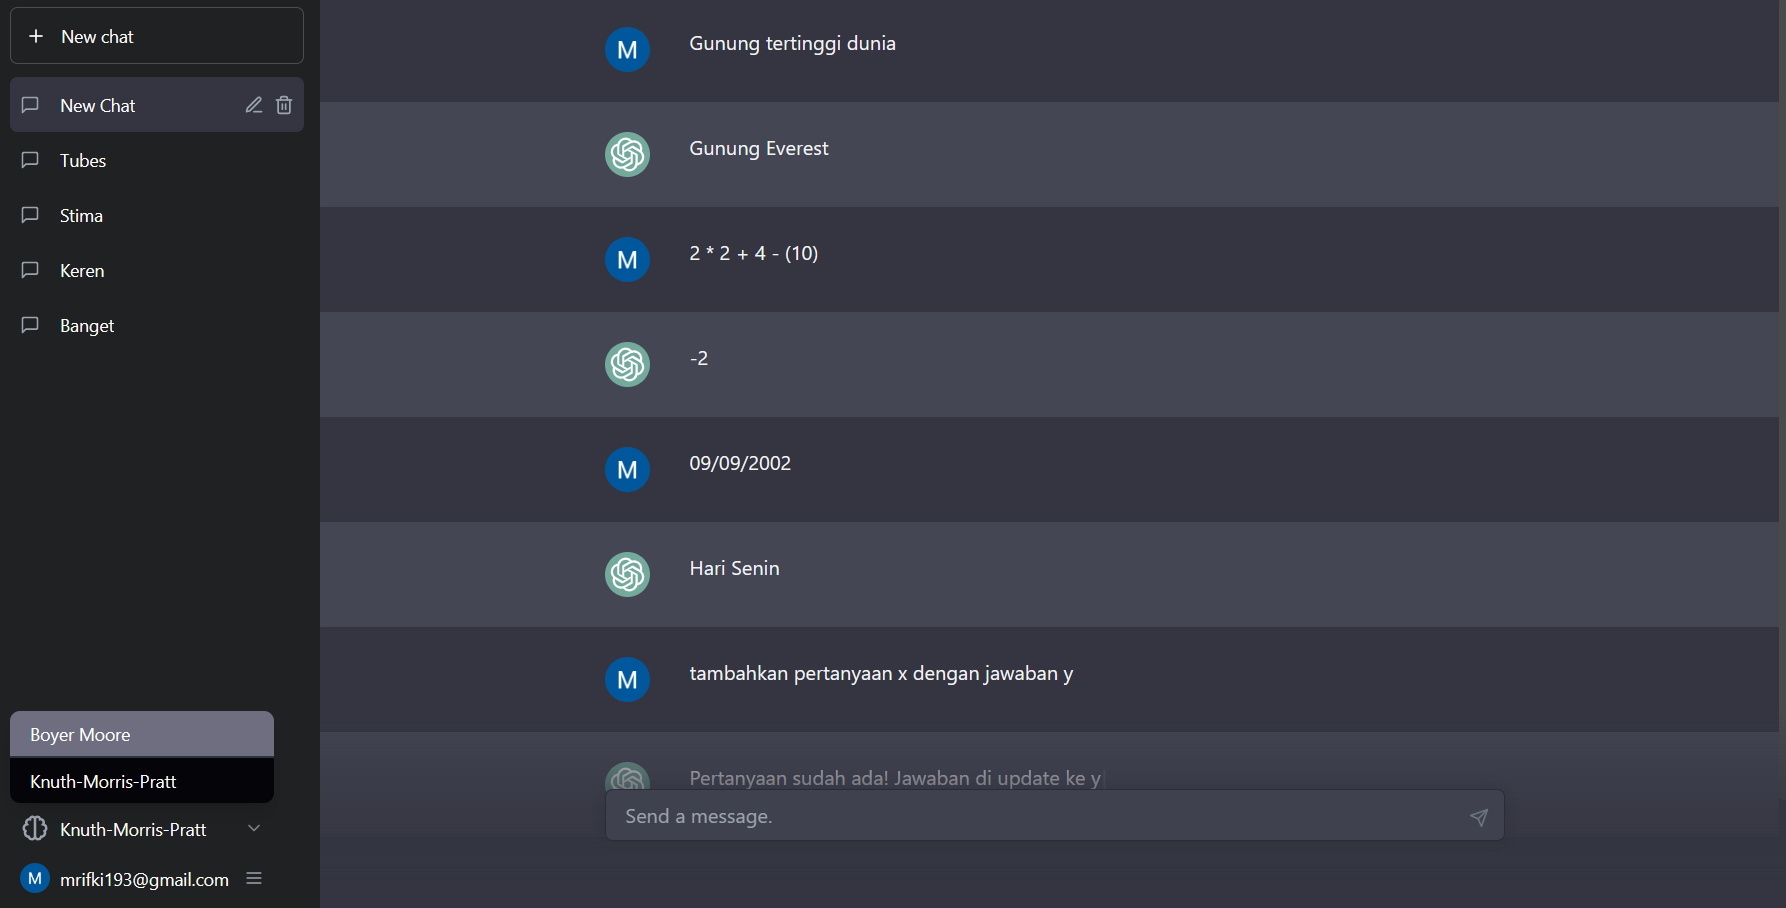 New chat
New Chat
Tubes
Stima
Keren
Banget
Boyer Moore
Knuth-Morris-Pratt
Knuth-Morris-Pratt
M
mrifki193@gmail.com
M
Gunung tertinggi dunia
Gunung Everest
M
2 * 2 + 4 - (10)
-2
M
09/09/2002
Hari Senin
M
tambahkan pertanyaan x dengan jawaban y
Pertanyaan sudah ada! Jawaban di update ke y
Send a message.